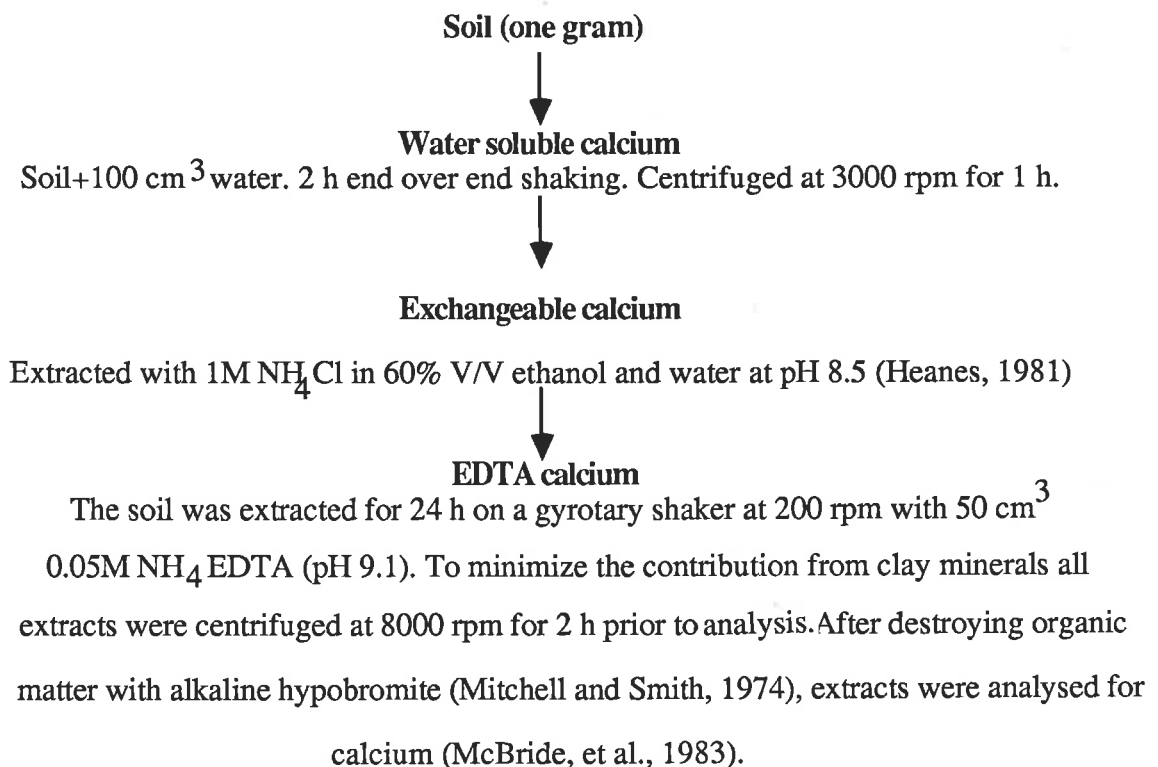 Soil (one gram)
Water soluble calcium
Soil+100 cm³ water. 2 h end over end shaking. Centrifuged at 3000 rpm for 1 h.
Exchangeable calcium
Extracted with 1M NH₄Cl in 60% V/V ethanol and water at pH 8.5 (Heanes, 1981)
EDTA calcium
The soil was extracted for 24 h on a gyrotary shaker at 200 rpm with 50 cm³
0.05M NH₄ EDTA (pH 9.1). To minimize the contribution from clay minerals all
extracts were centrifuged at 8000 rpm for 2 h prior to analysis. After destroying organic
matter with alkaline hypobromite (Mitchell and Smith, 1974), extracts were analysed for
calcium (McBride, et al., 1983).